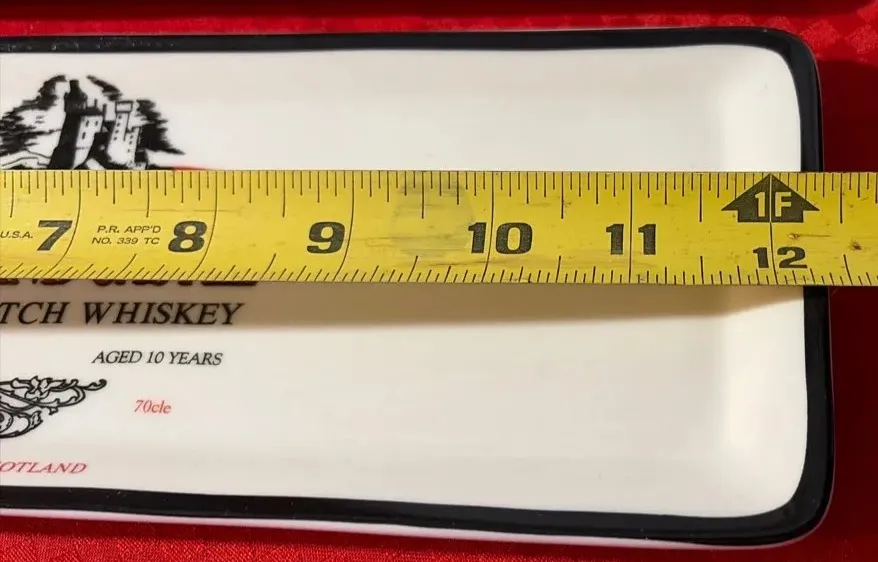 U.S.A. 7 P.R. APP'D 8 9 10 11 1F
NO. 339 TC
12
TCH WHISKEY
AGED 10 YEARS
70cle
OTLAND